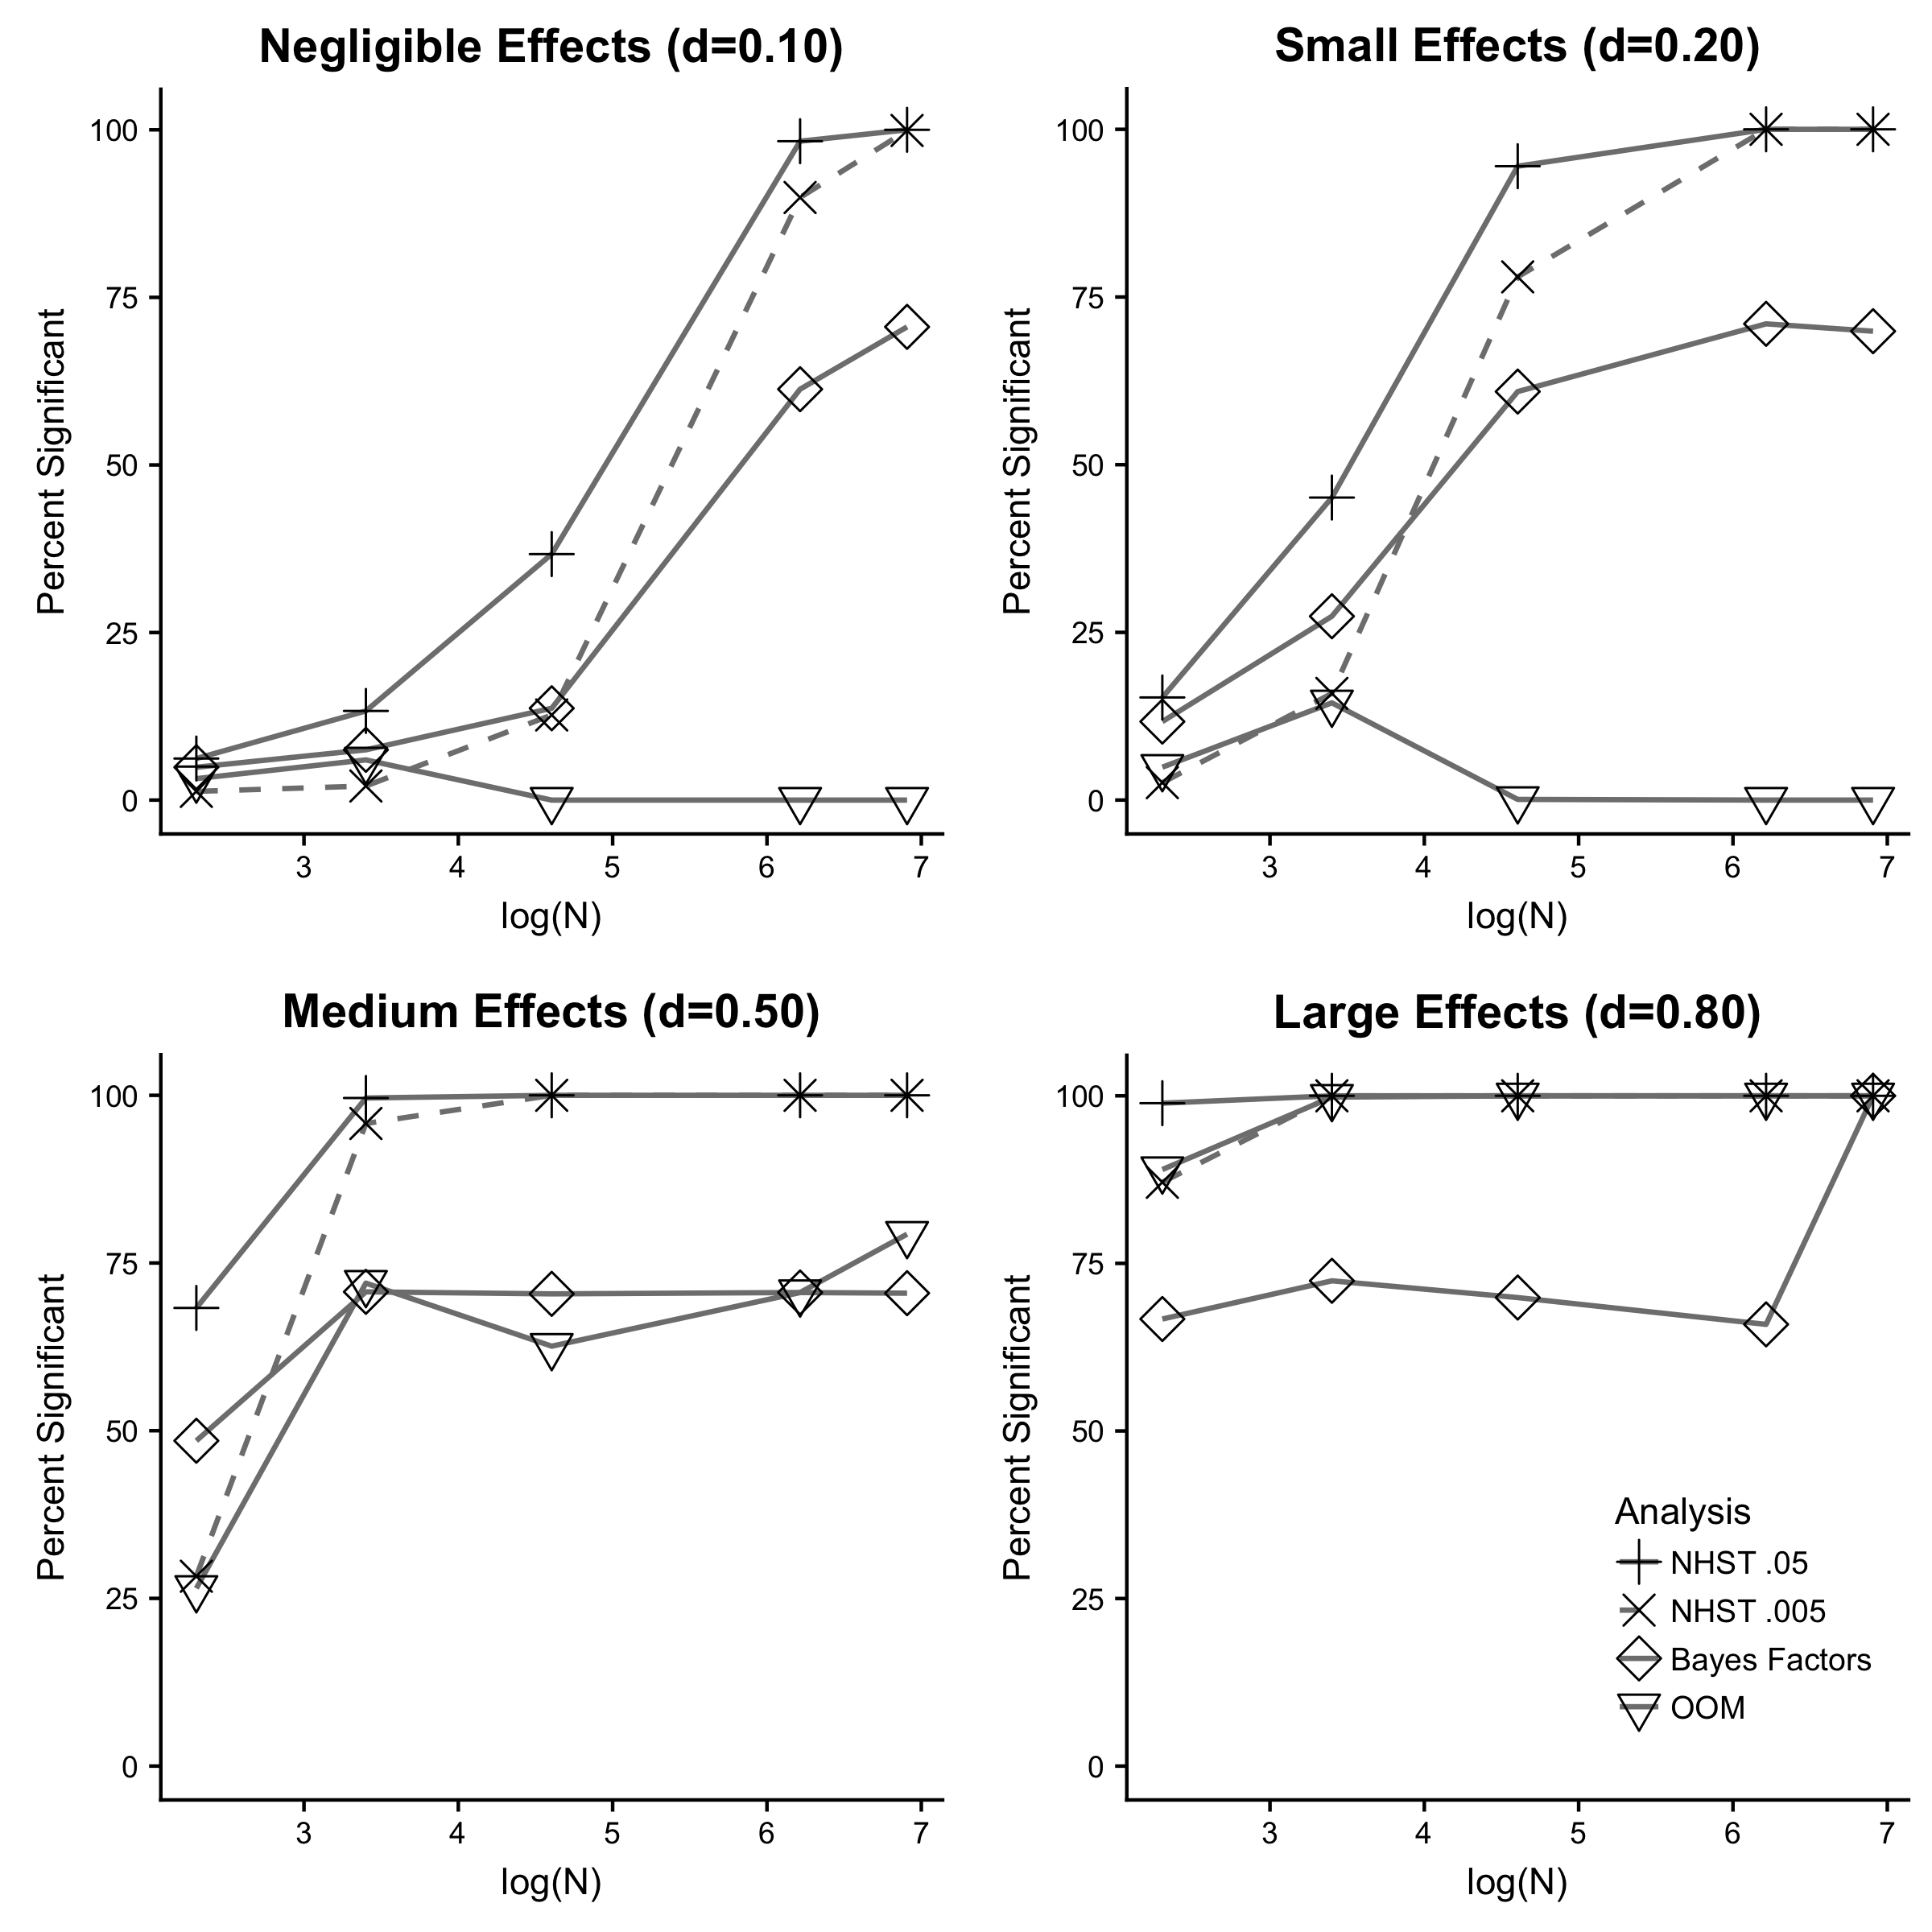 Negligible Effects (d=0.10)
Percent Significant
100
75
50
25
0
3 4 5 6 7
log(N)
Small Effects (d=0.20)
Percent Significant
100
75
50
25
0
3 4 5 6 7
log(N)
Medium Effects (d=0.50)
Percent Significant
100
75
50
25
0
3 4 5 6 7
log(N)
Large Effects (d=0.80)
Percent Significant
100
75
50
25
0
3 4 5 6 7
log(N)
Analysis
NHST .05
NHST .005
Bayes Factors
OOM